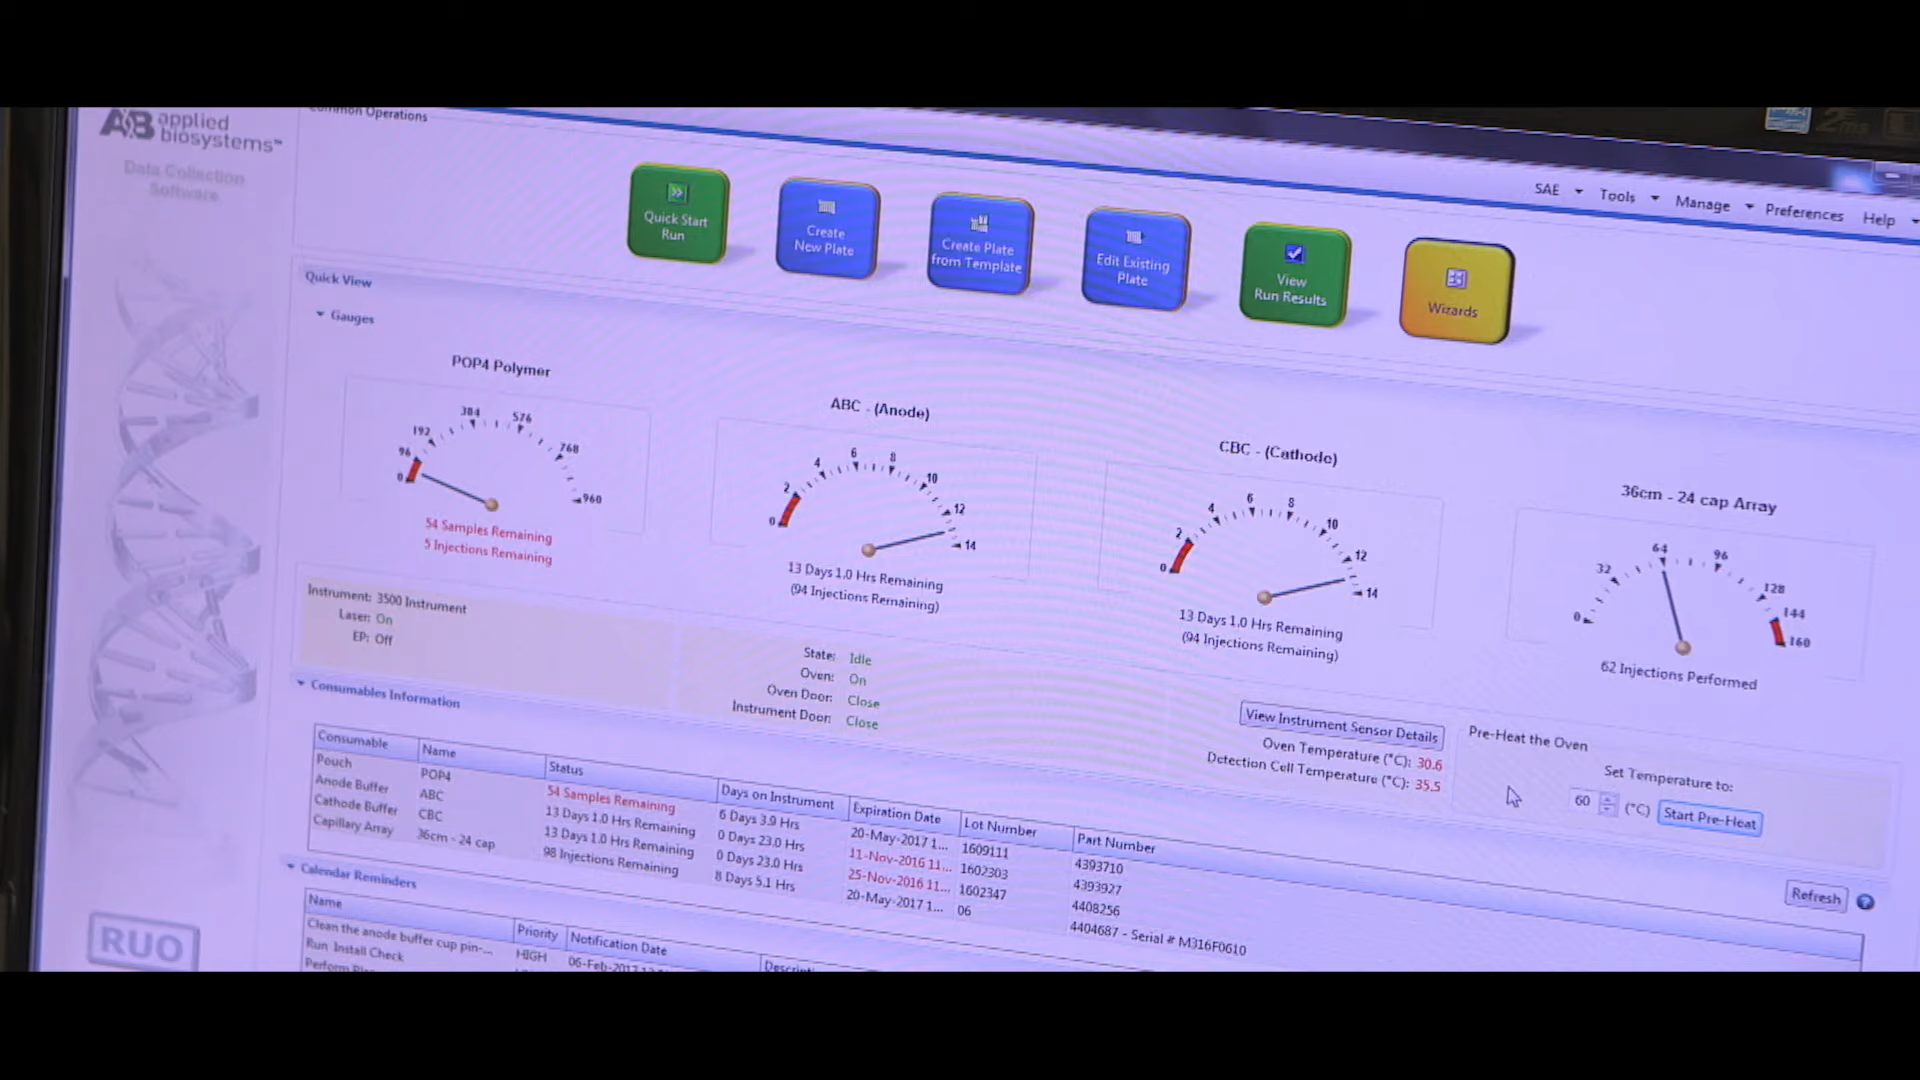 AB applied
biosystems™
Data Collection
Software
Common Operations
SAE Tools Manage Preferences Help
Quick Start
Run
Create
New Plate
Create Plate
from Template
Edit Existing
Plate
View
Run Results
Wizards
Quick View
Gauges
POP4 Polymer
0 96 192 384 576 768 960
54 Samples Remaining
5 Injections Remaining
ABC - (Anode)
0 2 4 6 8 10 12 14
13 Days 1.0 Hrs Remaining
(94 Injections Remaining)
CBC - (Cathode)
0 2 4 6 8 10 12 14
13 Days 1.0 Hrs Remaining
(94 Injections Remaining)
36cm - 24 cap Array
0 32 64 96 128 144 160
62 Injections Performed
Instrument: 3500 Instrument
Laser: On
EP: Off
State: Idle
Oven: On
Oven Door: Close
Instrument Door: Close
View Instrument Sensor Details
Oven Temperature (°C): 30.6
Detection Cell Temperature (°C): 35.5
Pre-Heat the Oven
Set Temperature to:
60 (°C) Start Pre-Heat
Consumables Information
Consumable Name Status Days on Instrument Expiration Date Lot Number Part Number
Pouch POP4 54 Samples Remaining 6 Days 3.9 Hrs 20-May-2017 1... 1609111 4393710
Anode Buffer ABC 13 Days 1.0 Hrs Remaining 0 Days 23.0 Hrs 11-Nov-2016 11... 1602303 4393927
Cathode Buffer CBC 13 Days 1.0 Hrs Remaining 0 Days 23.0 Hrs 25-Nov-2016 11... 1602347 4408256
Capillary Array 36cm - 24 cap 98 Injections Remaining 8 Days 5.1 Hrs 20-May-2017 1... 06 4404687 - Serial # M316F0610
Refresh
Calendar Reminders
Name Priority Notification Date
Clean the anode buffer cup pin-... HIGH 06-Feb-2017
Run Install Check
Perform
RUO
2ms